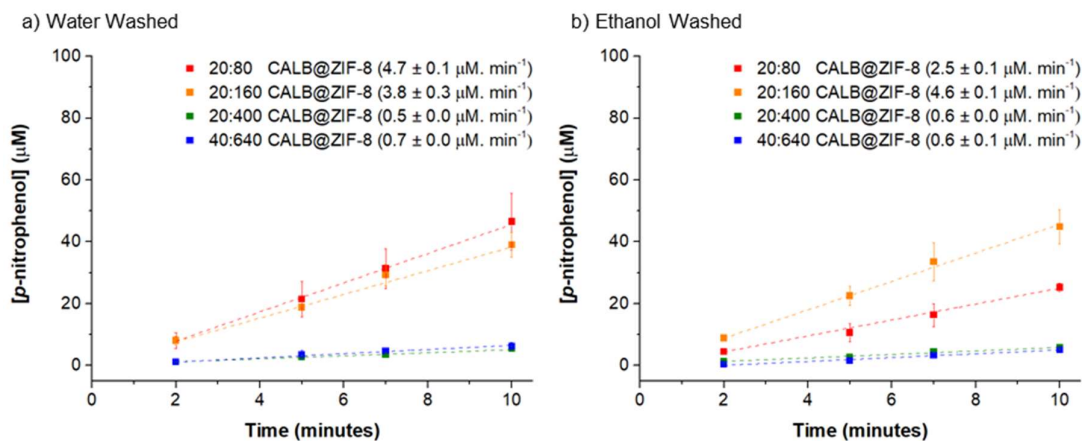 a) Water Washed
100
80
60
40
20
0
[p-nitrophenol] (μM)
20:80 CALB@ZIF-8 (4.7 ± 0.1 μM. min⁻¹)
20:160 CALB@ZIF-8 (3.8 ± 0.3 μM. min⁻¹)
20:400 CALB@ZIF-8 (0.5 ± 0.0 μM. min⁻¹)
40:640 CALB@ZIF-8 (0.7 ± 0.0 μM. min⁻¹)
0 2 4 6 8 10
Time (minutes)
b) Ethanol Washed
100
80
60
40
20
0
[p-nitrophenol] (μM)
20:80 CALB@ZIF-8 (2.5 ± 0.1 μM. min⁻¹)
20:160 CALB@ZIF-8 (4.6 ± 0.1 μM. min⁻¹)
20:400 CALB@ZIF-8 (0.6 ± 0.0 μM. min⁻¹)
40:640 CALB@ZIF-8 (0.6 ± 0.1 μM. min⁻¹)
0 2 4 6 8 10
Time (minutes)